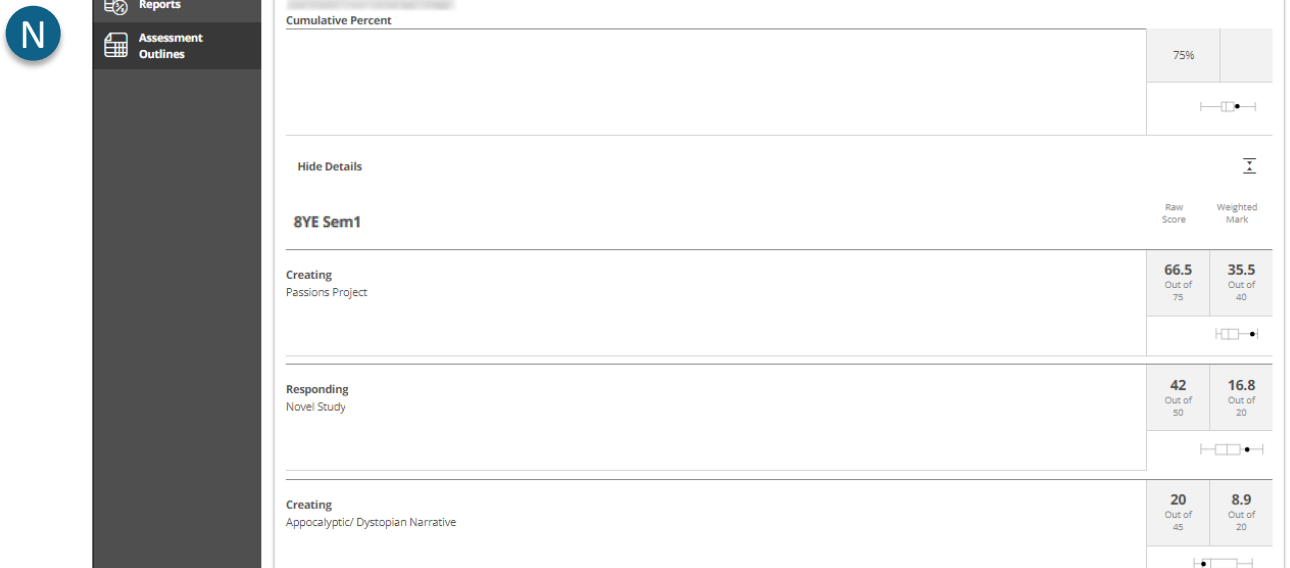 N
Reports
Assessment
Outlines
Cumulative Percent
75%
Hide Details
8YE Sem1
Raw
Score
Weighted
Mark
Creating
Passions Project
66.5
Out of
75
35.5
Out of
40
Responding
Novel Study
42
Out of
50
16.8
Out of
20
Creating
Appocalyptic/ Dystopian Narrative
20
Out of
45
8.9
Out of
20